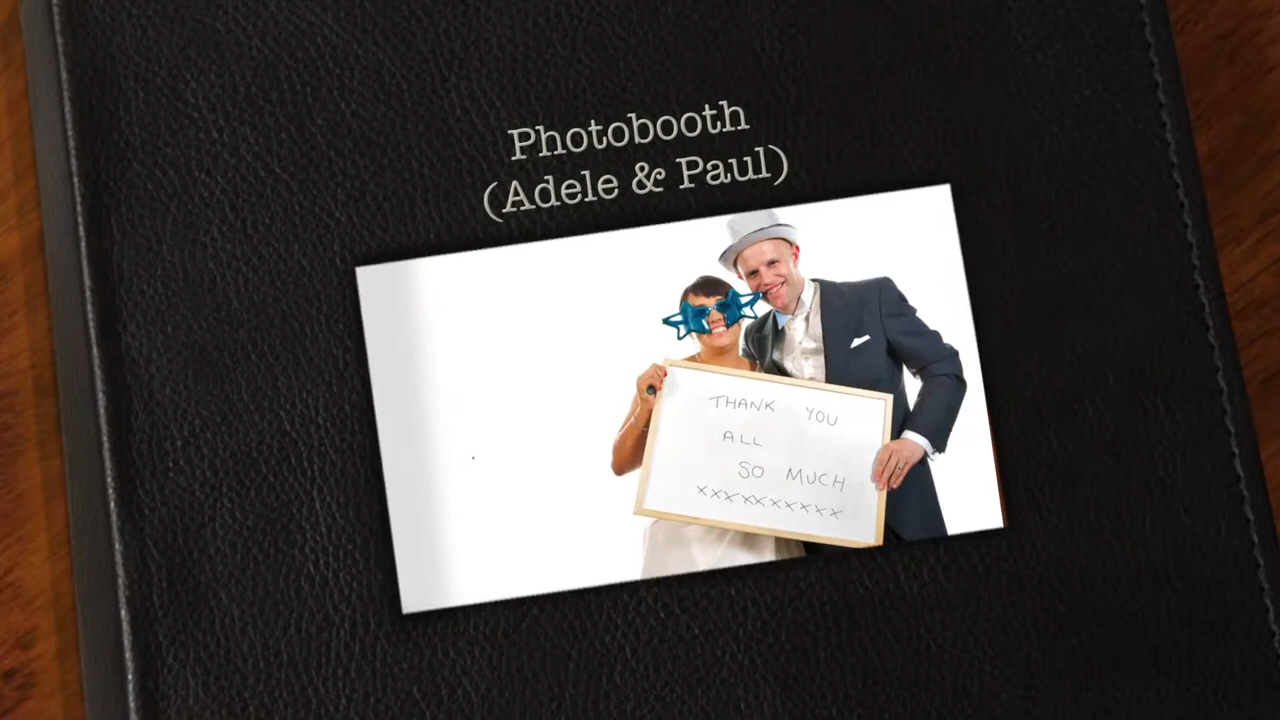 Photobooth
(Adele & Paul)
THANK YOU
ALL
SO MUCH
xxxxxxxxxx